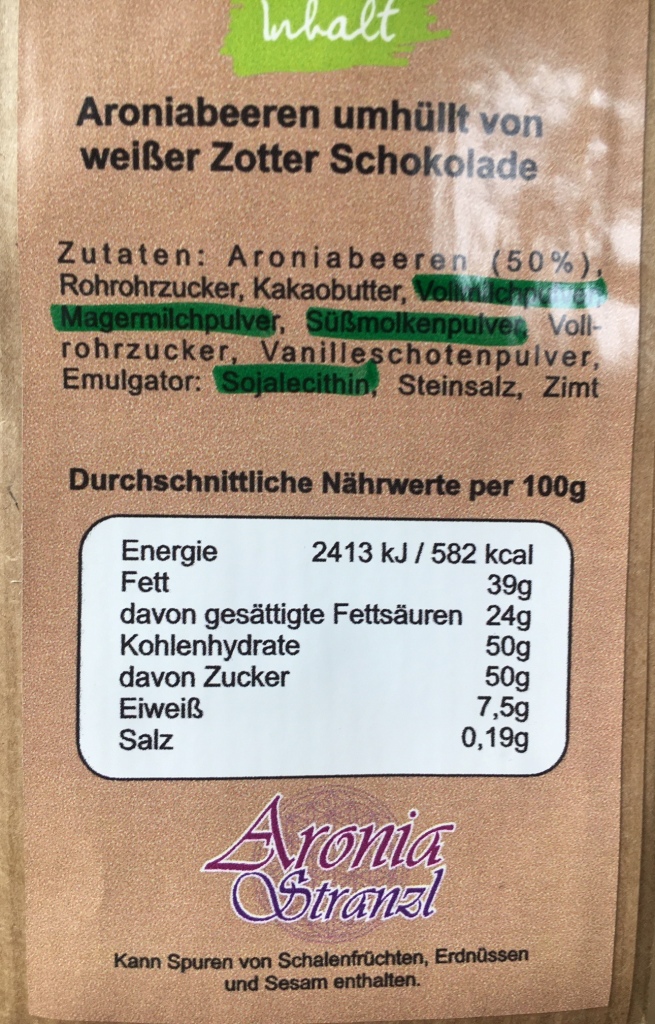 Inhalt
Aroniabeeren umhüllt von
weißer Zotter Schokolade
Zutaten: Aroniabeeren (50%),
Rohrohrzucker, Kakaobutter, Vollmilchpulver,
Magermilchpulver, Süßmolkenpulver, Voll-
rohrzucker, Vanilleschotenpulver,
Emulgator: Sojalecithin, Steinsalz, Zimt
Durchschnittliche Nährwerte per 100g
Energie 2413 kJ / 582 kcal
Fett 39g
davon gesättigte Fettsäuren 24g
Kohlenhydrate 50g
davon Zucker 50g
Eiweiß 7,5g
Salz 0,19g
Aronia
Stranzl
Kann Spuren von Schalenfrüchten, Erdnüssen
und Sesam enthalten.